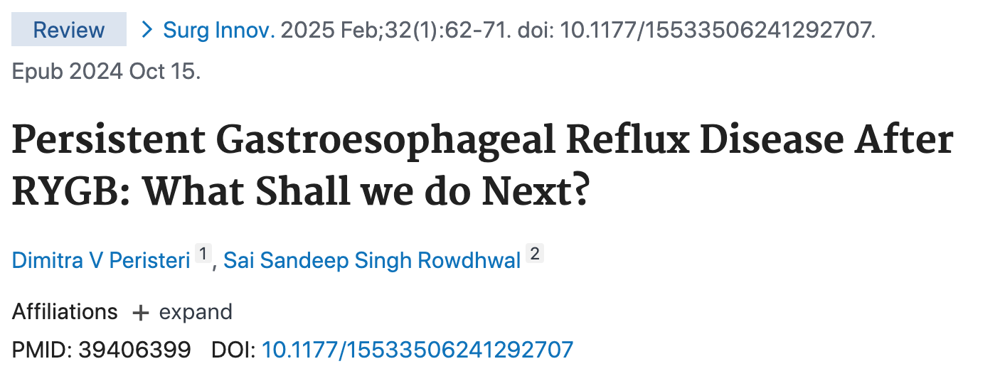 Review > Surg Innov. 2025 Feb;32(1):62-71. doi: 10.1177/15533506241292707.
Epub 2024 Oct 15.
Persistent Gastroesophageal Reflux Disease After
RYGB: What Shall we do Next?
Dimitra V Peristeri 1, Sai Sandeep Singh Rowdhwal 2
Affiliations + expand
PMID: 39406399 DOI: 10.1177/15533506241292707